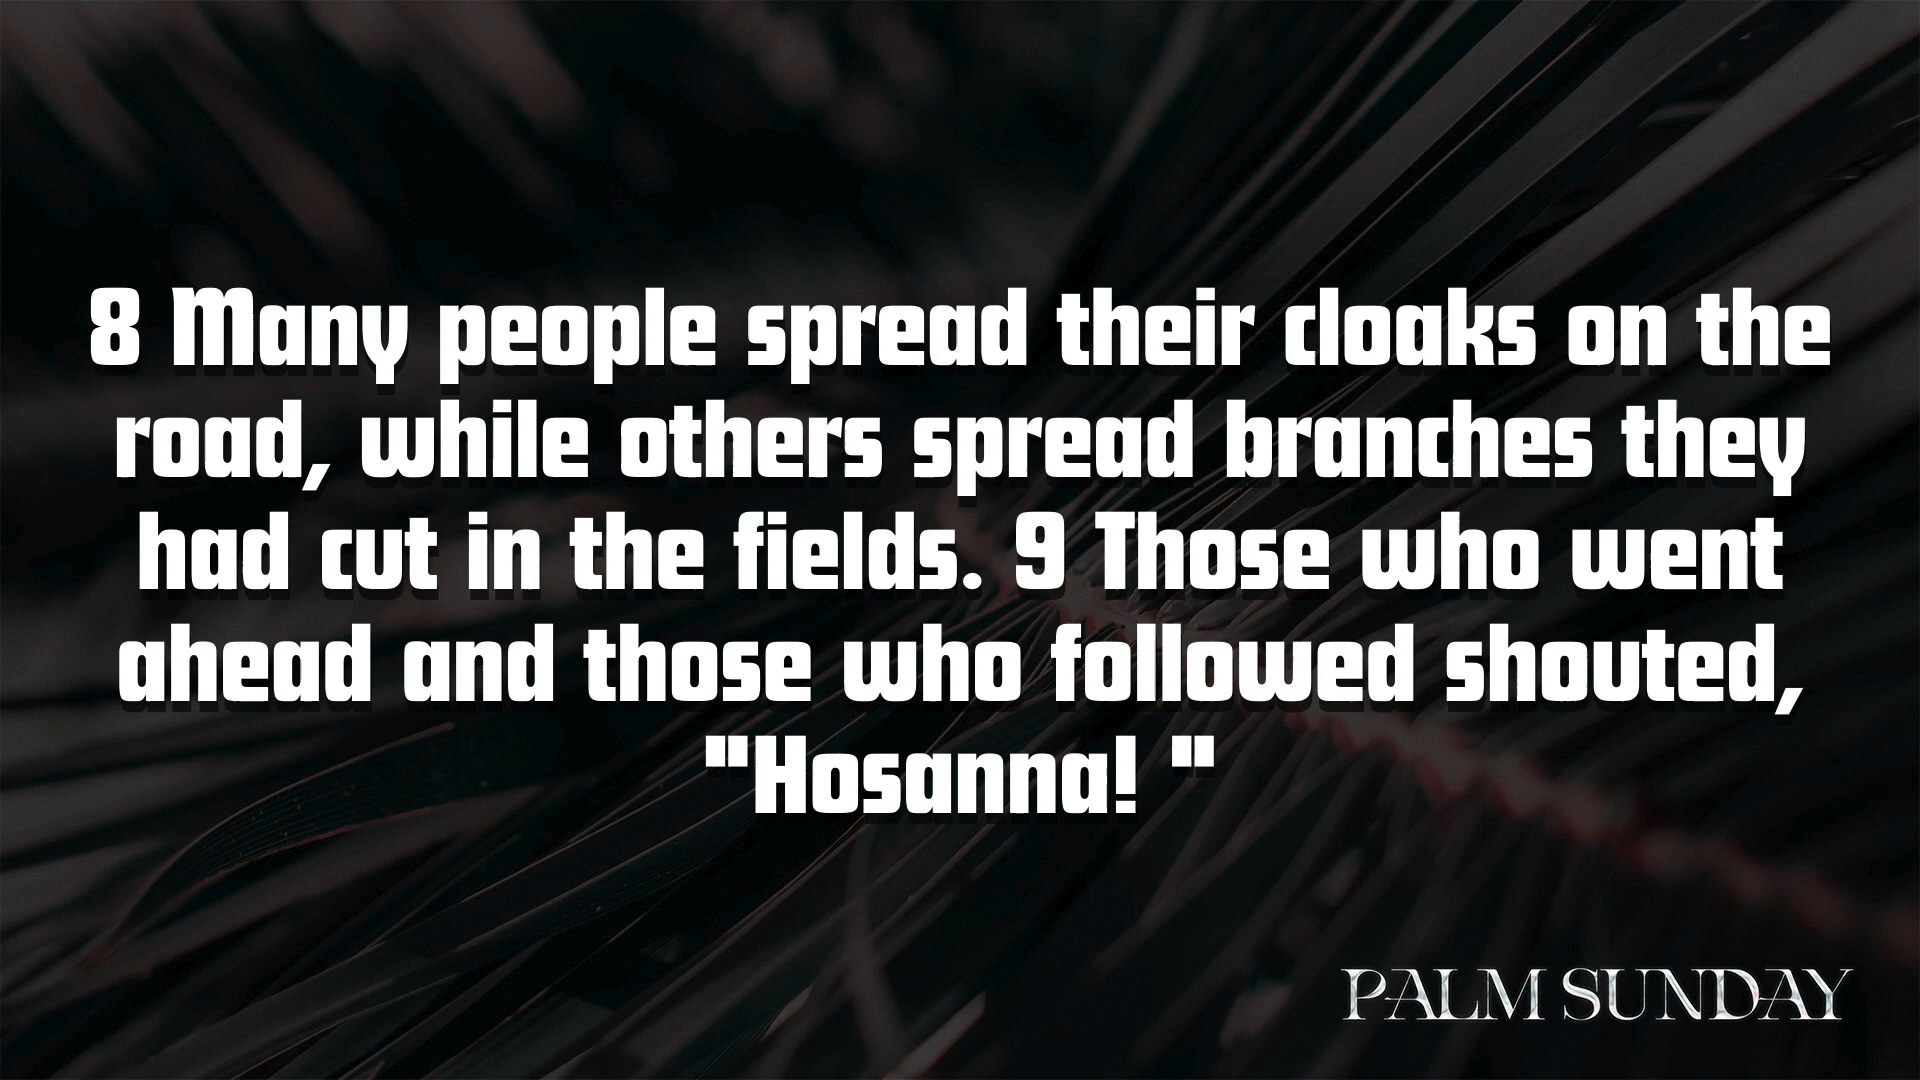 8 Many people spread their cloaks on the
road, while others spread branches they
had cut in the fields. 9 Those who went
ahead and those who followed shouted,
"Hosanna! "
PALM SUNDAY